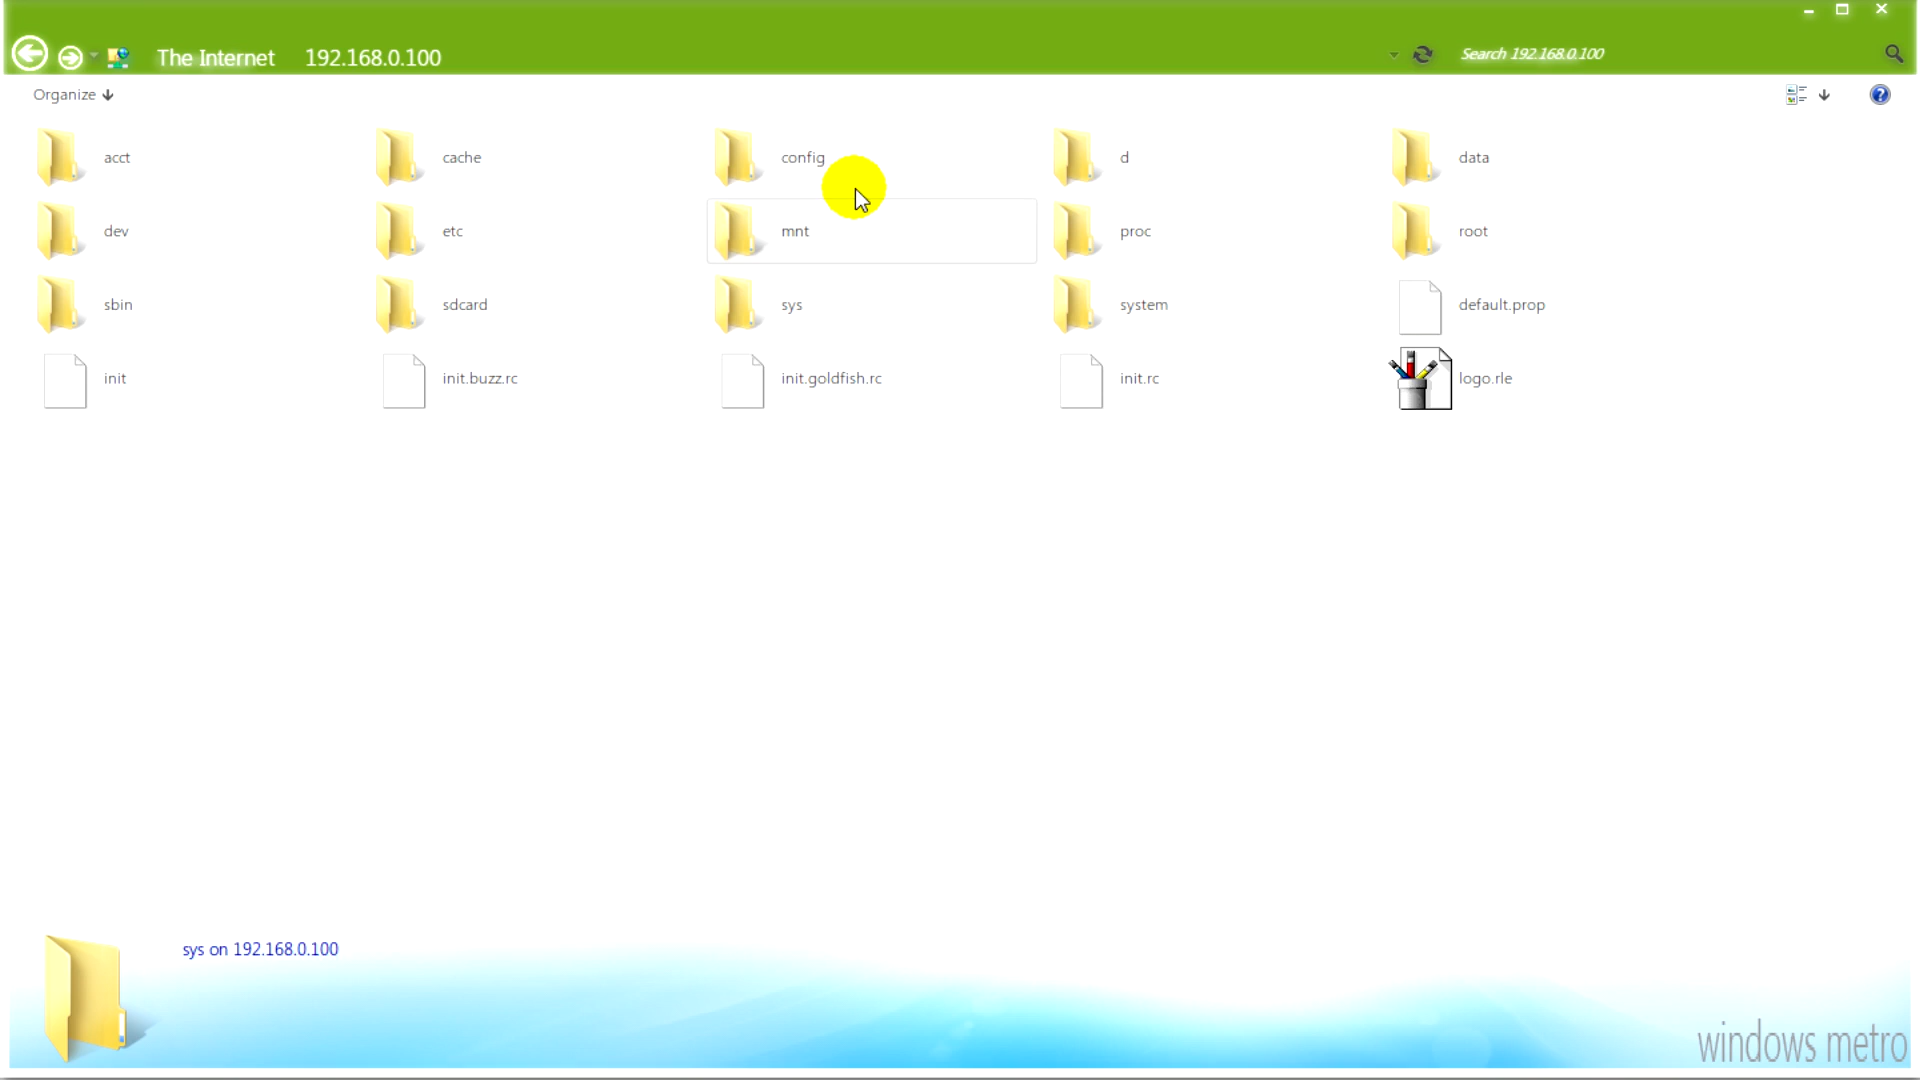 The Internet 192.168.0.100 Search 192.168.0.100
Organize
acct cache config d data
dev etc mnt proc root
sbin sdcard sys system default.prop
init init.buzz.rc init.goldfish.rc init.rc logo.rle
sys on 192.168.0.100
windows metro